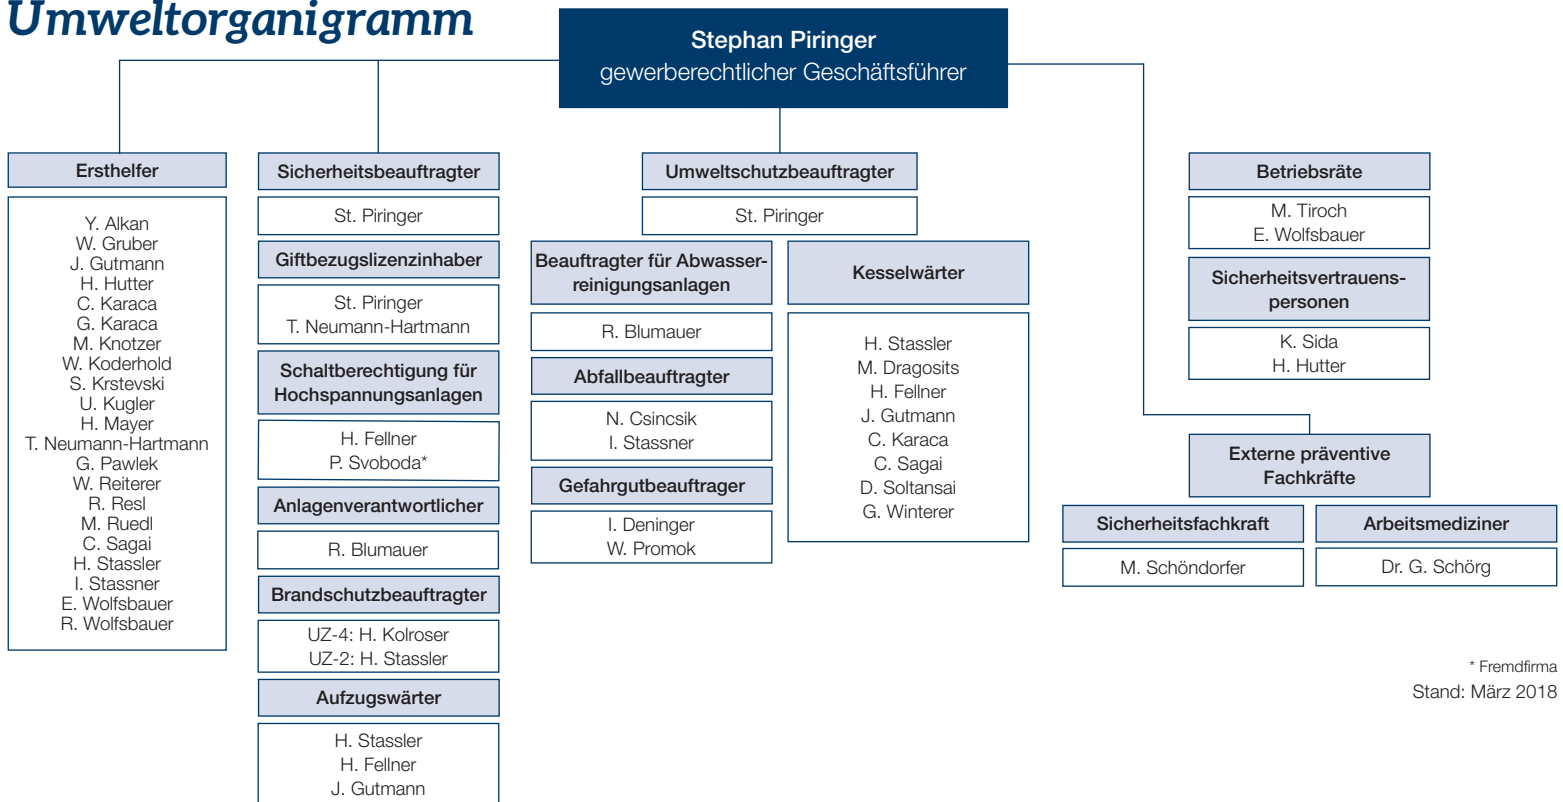 Umweltorganigramm
Stephan Piringer
gewerberechtlicher Geschäftsführer
Ersthelfer
Y. Alkan
W. Gruber
J. Gutmann
H. Hutter
C. Karaca
G. Karaca
M. Knotzer
W. Koderhold
S. Krstevski
U. Kugler
H. Mayer
T. Neumann-Hartmann
G. Pawlek
W. Reiterer
R. Resl
M. Ruedl
C. Sagai
H. Stassler
I. Stassner
E. Wolfsbauer
R. Wolfsbauer
Sicherheitsbeauftragter
St. Piringer
Giftbezugslizenzinhaber
St. Piringer
T. Neumann-Hartmann
Schaltberechtigung für
Hochspannungsanlagen
H. Fellner
P. Svoboda*
Anlagenverantwortlicher
R. Blumauer
Brandschutzbeauftragter
UZ-4: H. Kolroser
UZ-2: H. Stassler
Aufzugswärter
H. Stassler
H. Fellner
J. Gutmann
Umweltschutzbeauftragter
St. Piringer
Beauftragter für Abwasser-
reinigungsanlagen
R. Blumauer
Abfallbeauftragter
N. Csincsik
I. Stassner
Gefahrgutbeauftrager
I. Deninger
W. Promok
Kesselwärter
H. Stassler
M. Dragosits
H. Fellner
J. Gutmann
C. Karaca
C. Sagai
D. Soltansai
G. Winterer
Betriebsräte
M. Tiroch
E. Wolfsbauer
Sicherheitsvertrauens-
personen
K. Sida
H. Hutter
Externe präventive
Fachkräfte
Sicherheitsfachkraft
M. Schöndorfer
Arbeitsmediziner
Dr. G. Schörg
* Fremdfirma
Stand: März 2018